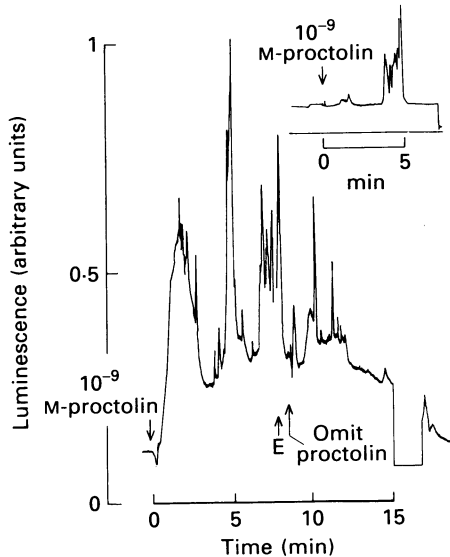 10⁻⁹
M-proctolin
0
5
min
1
0·5
0
Luminescence (arbitrary units)
10⁻⁹
M-proctolin
E
Omit
proctolin
0
5
10
15
Time (min)